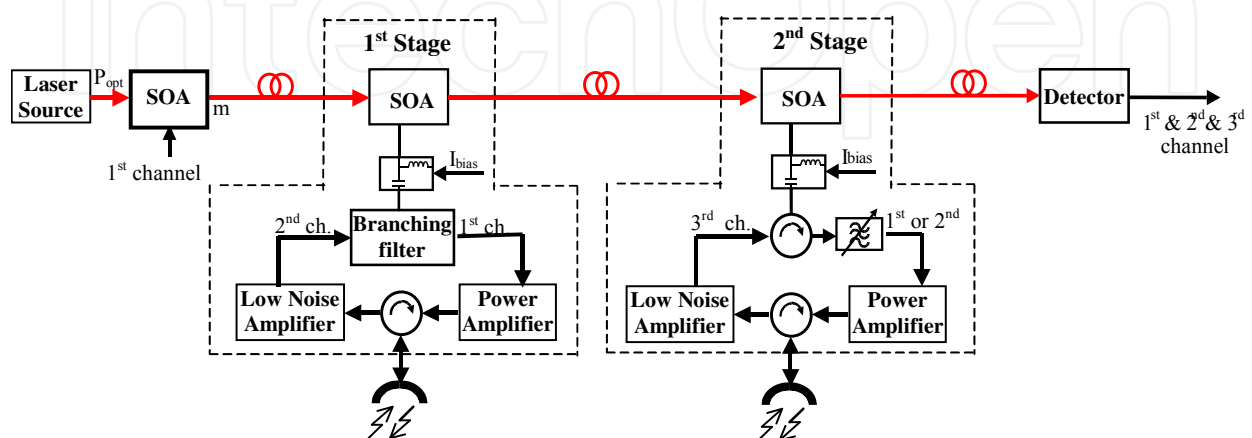 IntechOpen
1st Stage
2nd Stage
Laser
Source
Popt
SOA
m
SOA
SOA
Detector
1st channel
1st & 2nd & 3rd
channel
Ibias
Ibias
2nd ch.
Branching
filter
1st ch
3rd ch.
1st or 2nd
Low Noise
Amplifier
Power
Amplifier
Low Noise
Amplifier
Power
Amplifier